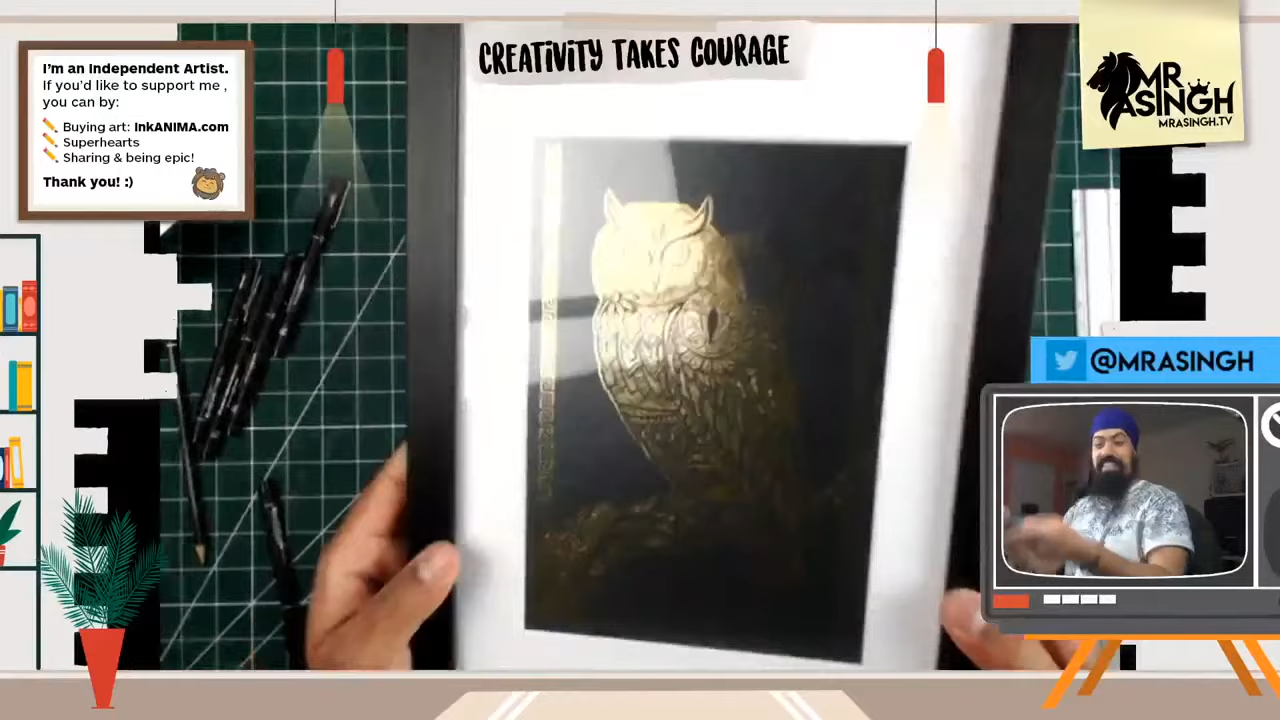 I'm an Independent Artist.
If you'd like to support me ,
you can by:
Buying art: InkANIMA.com
Superhearts
Sharing & being epic!
Thank you! :)
CREATIVITY TAKES COURAGE
MR
ASINGH
MRASINGH.TV
@MRASINGH